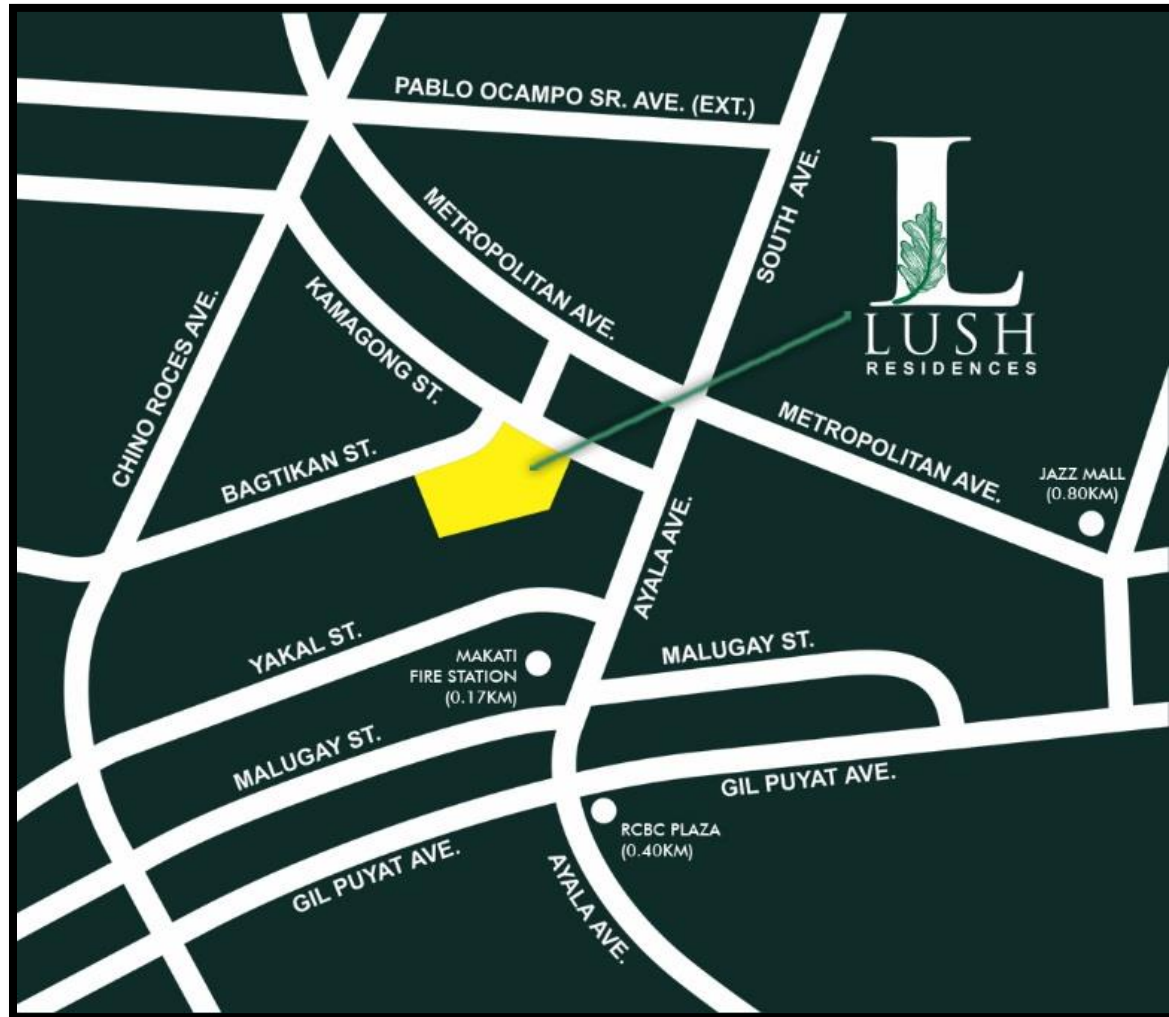 PABLO OCAMPO SR. AVE. (EXT.)
METROPOLITAN AVE.
SOUTH AVE.
L
LUSH
RESIDENCES
KAMAGONG ST.
CHINO ROCES AVE.
BAGTIKAN ST.
METROPOLITAN AVE.
JAZZ MALL
(0.80KM)
AYALA AVE.
YAKAL ST.
MAKATI
FIRE STATION
(0.17KM)
MALUGAY ST.
MALUGAY ST.
GIL PUYAT AVE.
RCBC PLAZA
(0.40KM)
GIL PUYAT AVE.
AYALA AVE.